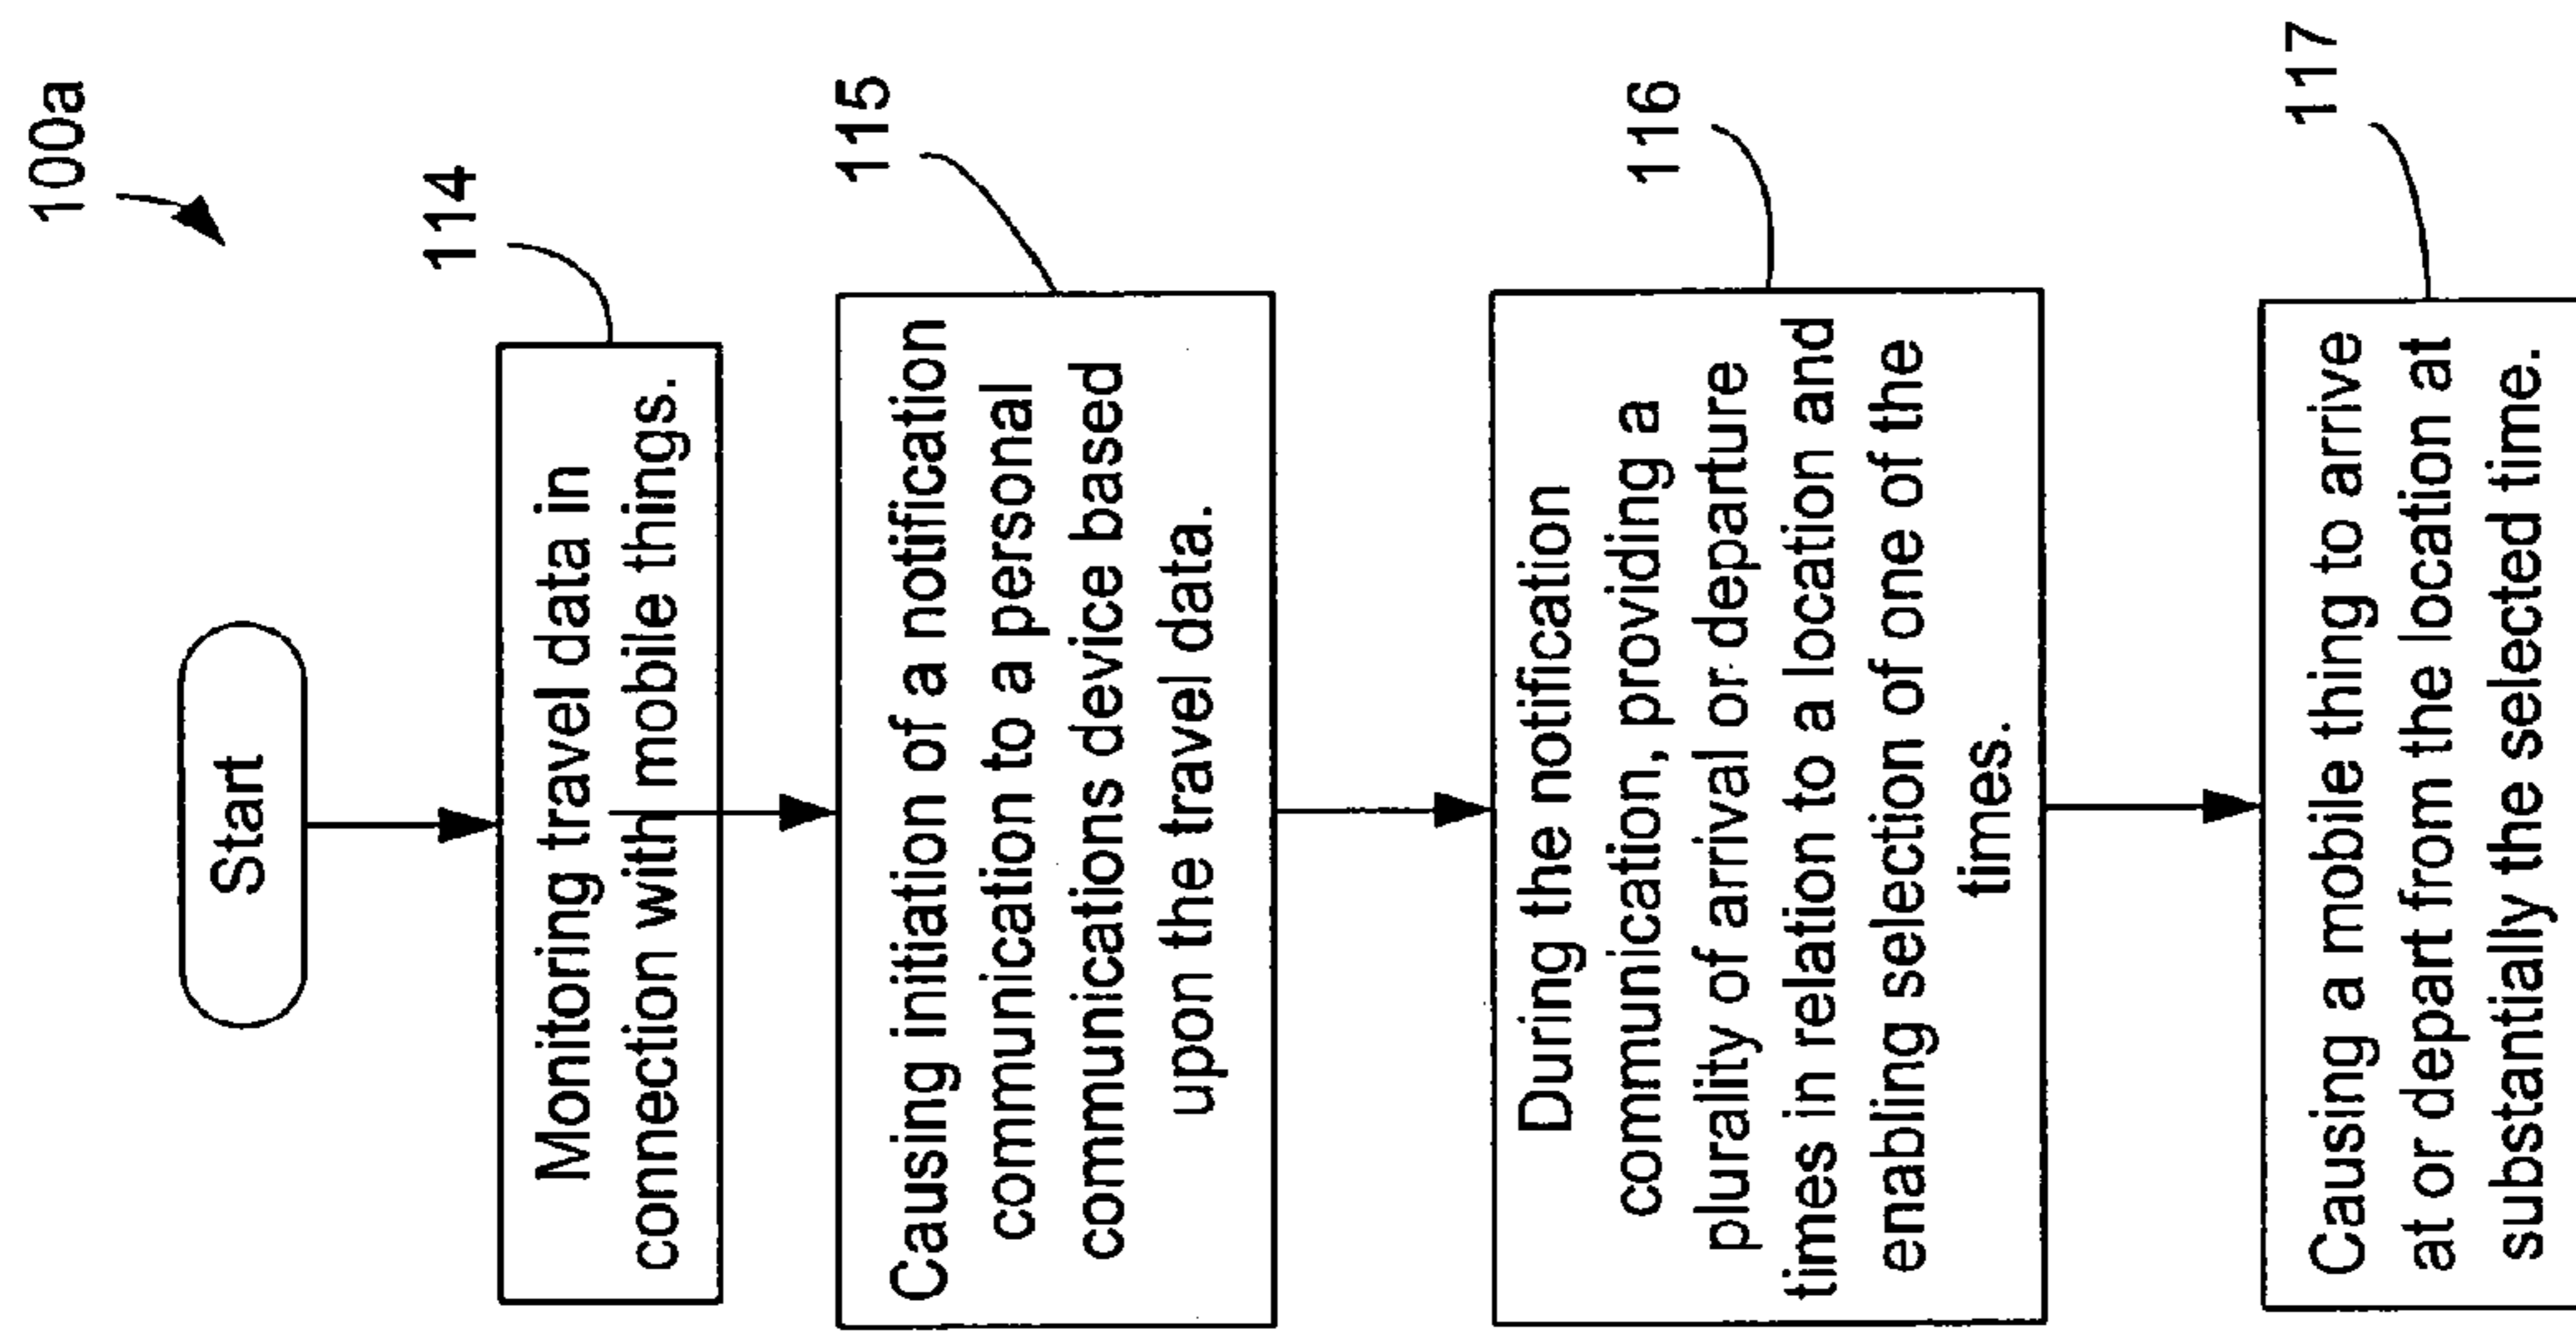 100a
Start
114
Monitoring travel data in
connection with mobile things.
115
Causing initiation of a notification
communication to a personal
communications device based
upon the travel data.
116
During the notification
communication, providing a
plurality of arrival or departure
times in relation to a location and
enabling selection of one of the
times.
117
Causing a mobile thing to arrive
at or depart from the location at
substantially the selected time.